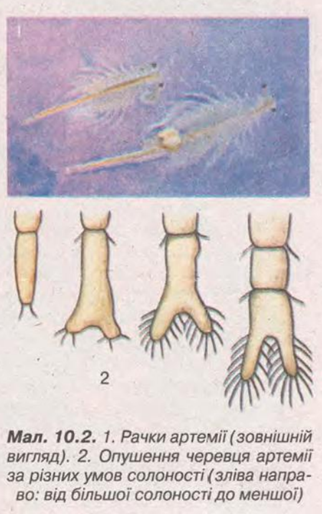 1
2
Мал. 10.2. 1. Рачки артемії (зовнішній
вигляд). 2. Опушення черевця артемії
за різних умов солоності (зліва напра-
во: від більшої солоності до меншої)